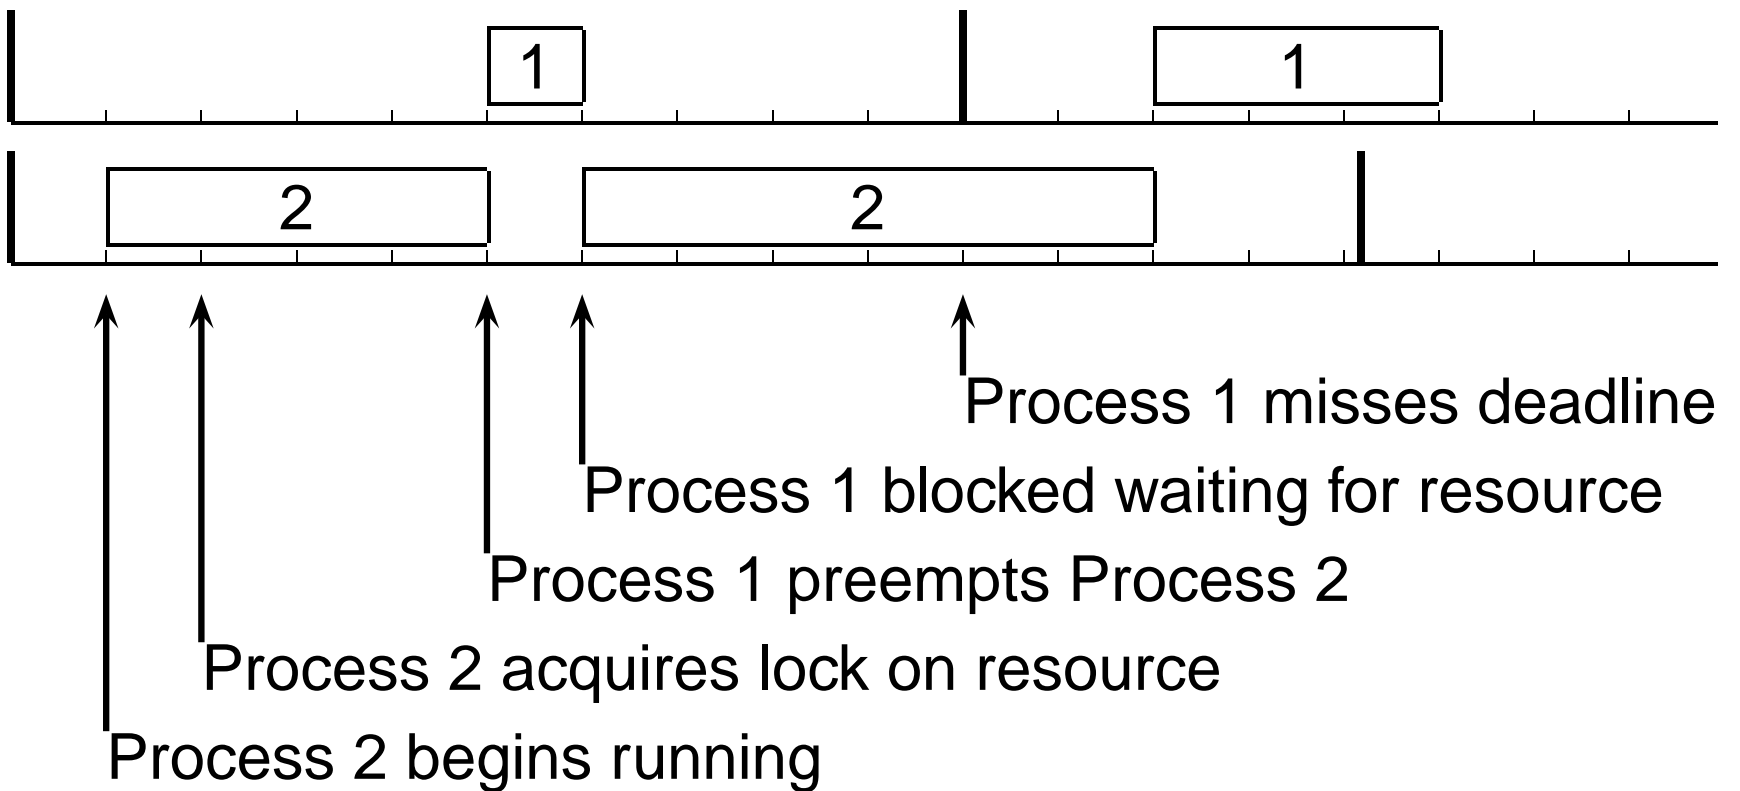 1 1
2 2
Process 1 misses deadline
Process 1 blocked waiting for resource
Process 1 preempts Process 2
Process 2 acquires lock on resource
Process 2 begins running